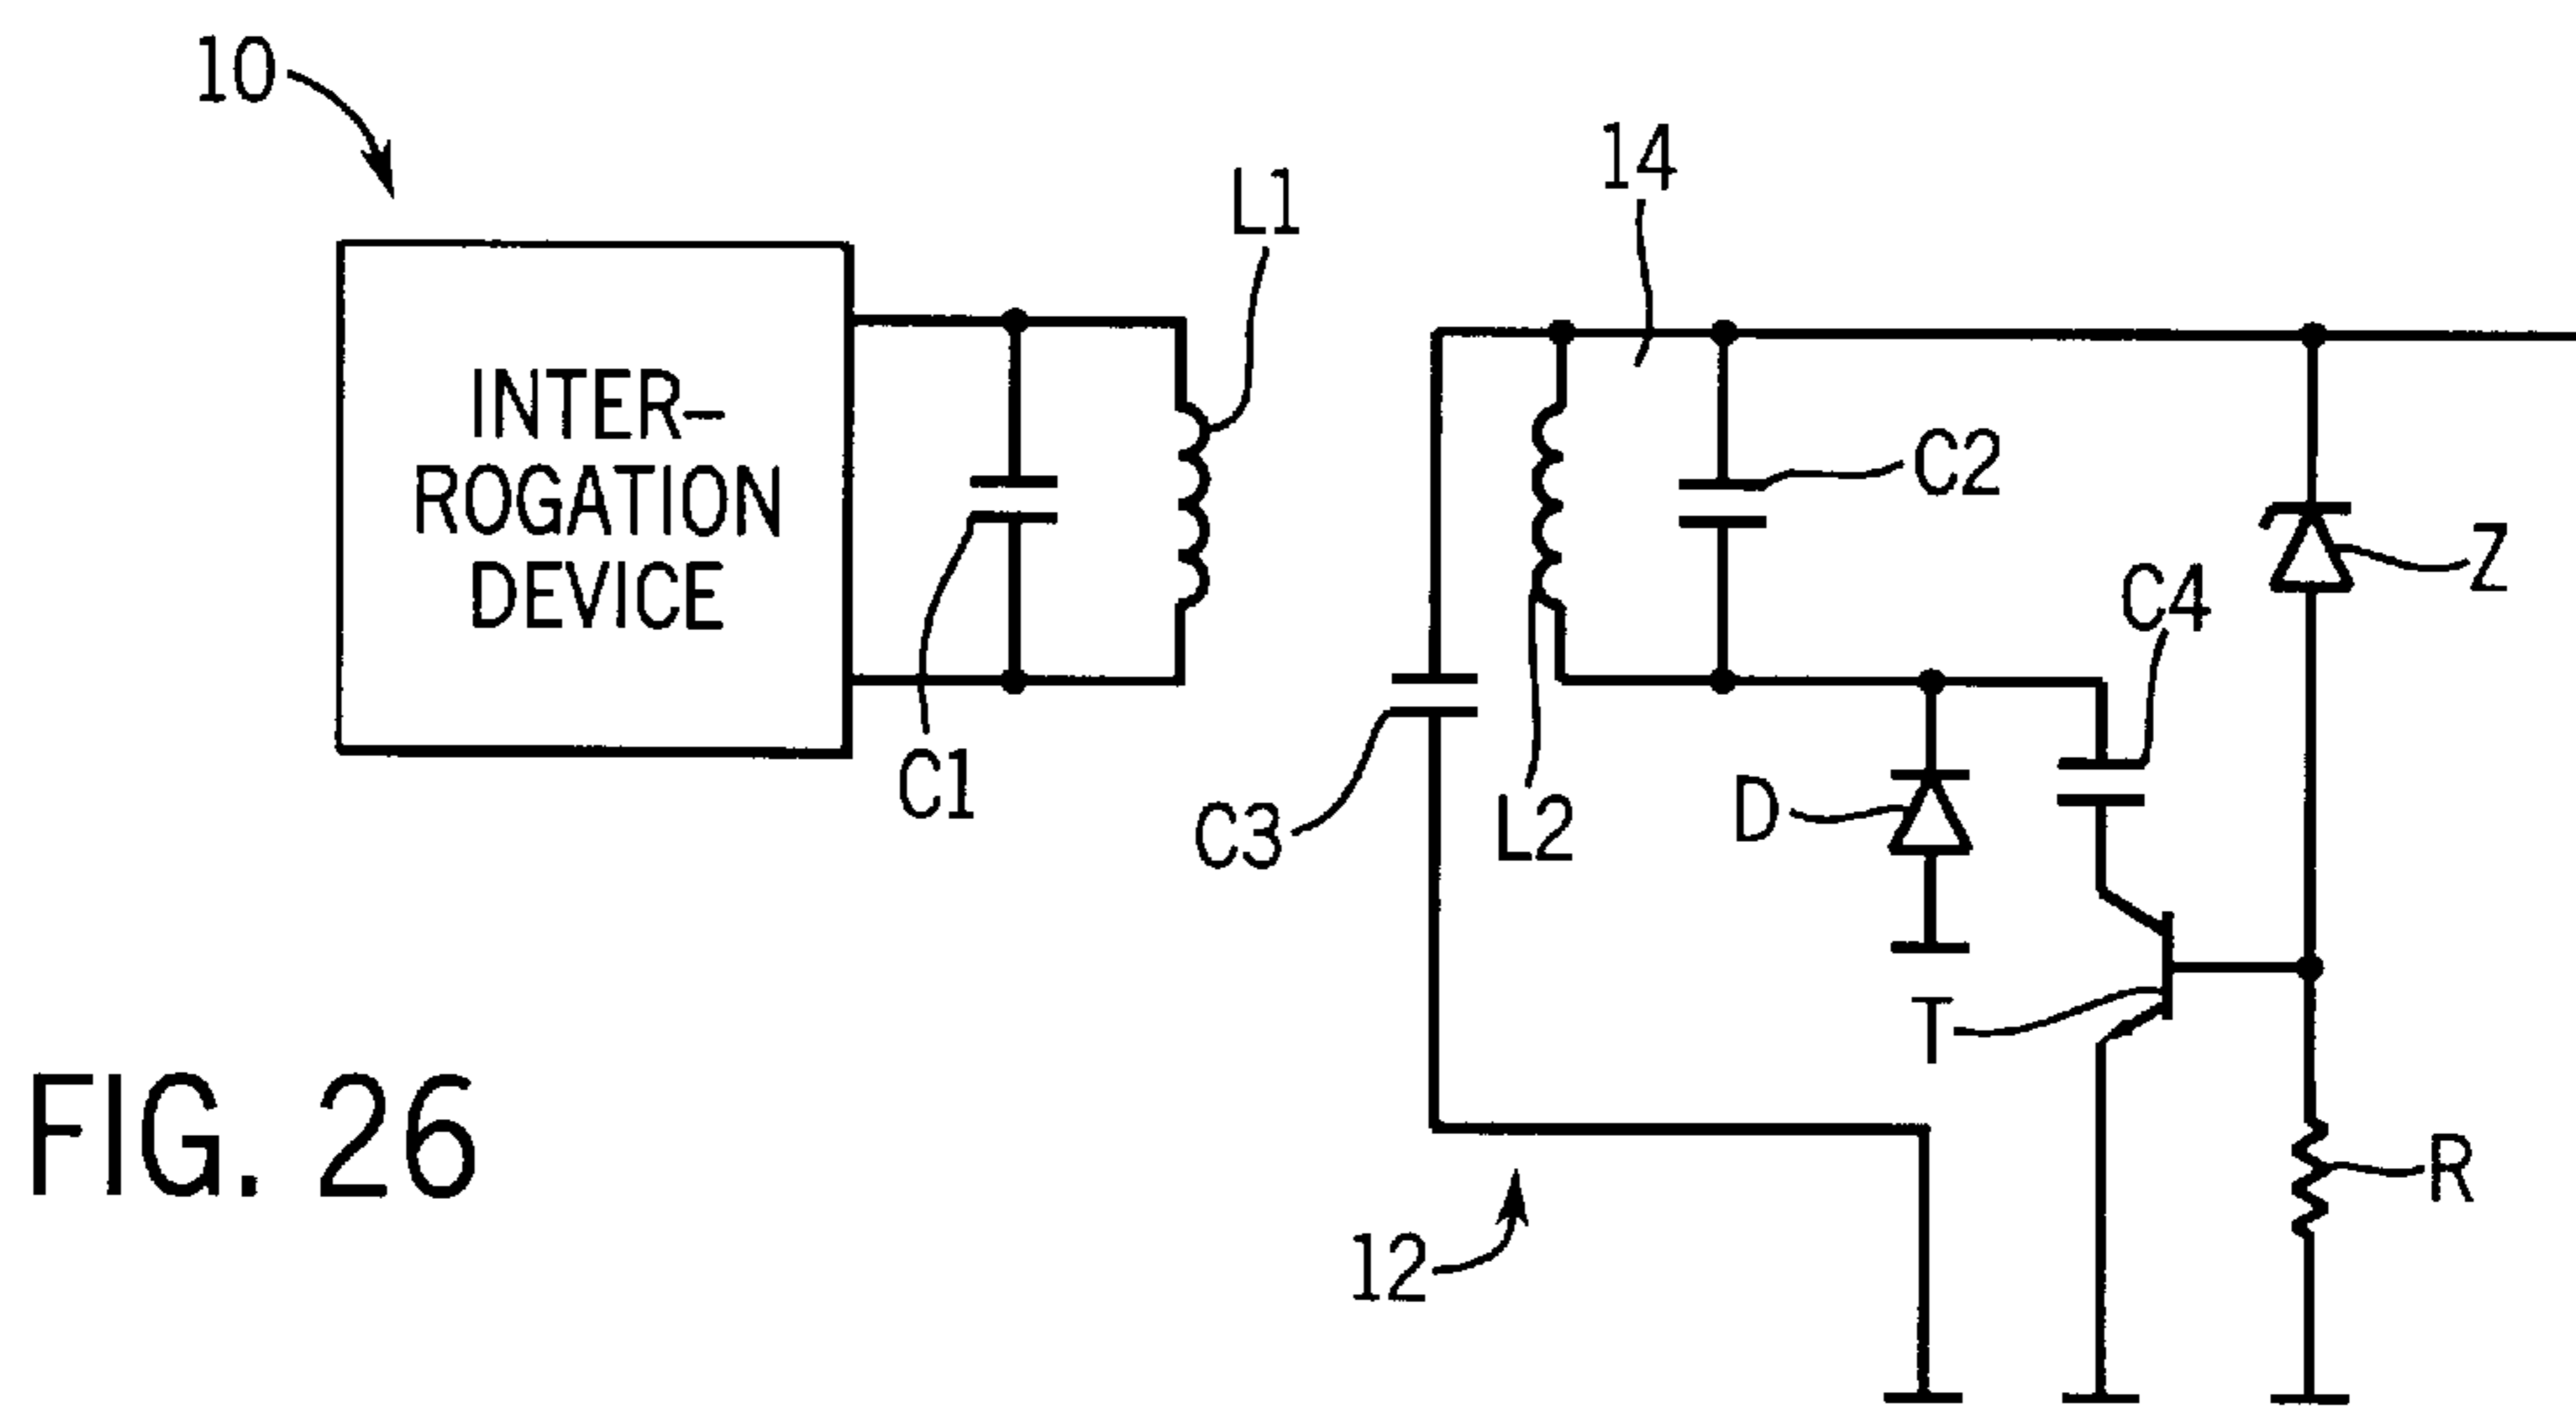 10
L1
14
INTER-
ROGATION
DEVICE
C2
Z
C4
C1
C3
L2
D
T
FIG. 26
R
12